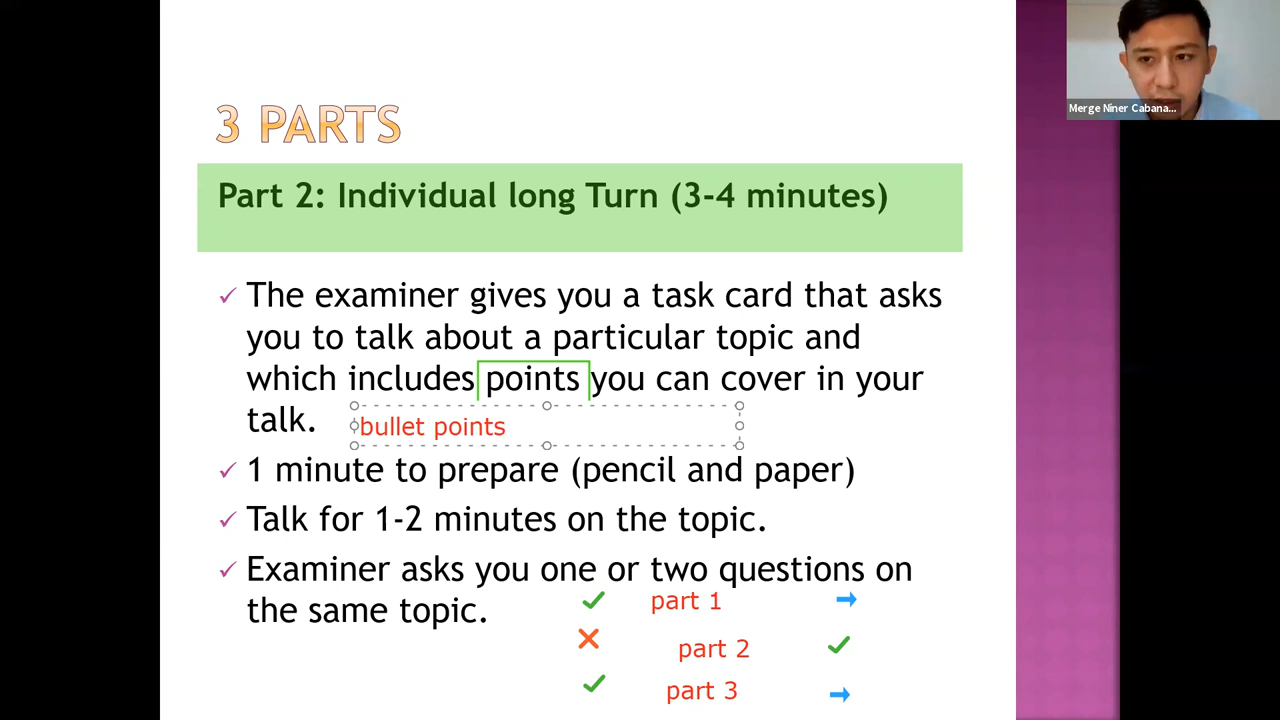 3 PARTS
Merge Niner Cabana...
Part 2: Individual long Turn (3-4 minutes)
The examiner gives you a task card that asks
you to talk about a particular topic and
which includes points you can cover in your
talk.
bullet points
1 minute to prepare (pencil and paper)
Talk for 1-2 minutes on the topic.
Examiner asks you one or two questions on
the same topic.
part 1
part 2
part 3